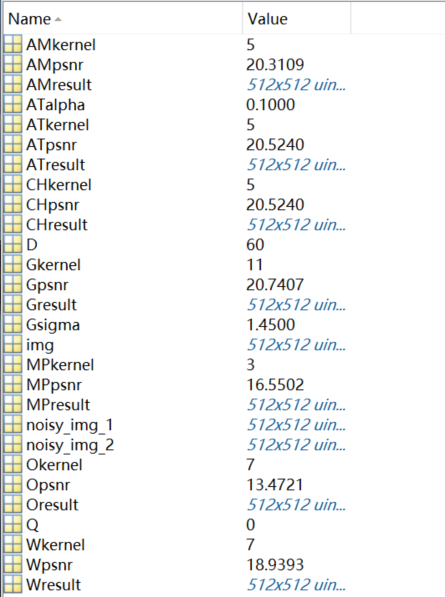 Name Value
AMkernel 5
AMpsnr 20.3109
AMresult 512x512 uin...
ATalpha 0.1000
ATkernel 5
ATpsnr 20.5240
ATresult 512x512 uin...
CHkernel 5
CHpsnr 20.5240
CHresult 512x512 uin...
D 60
Gkernel 11
Gpsnr 20.7407
Gresult 512x512 uin...
Gsigma 1.4500
img 512x512 uin...
MPkernel 3
MPpsnr 16.5502
MPresult 512x512 uin...
noisy_img_1 512x512 uin...
noisy_img_2 512x512 uin...
Okernel 7
Opsnr 13.4721
Oresult 512x512 uin...
Q 0
Wkernel 7
Wpsnr 18.9393
Wresult 512x512 uin...